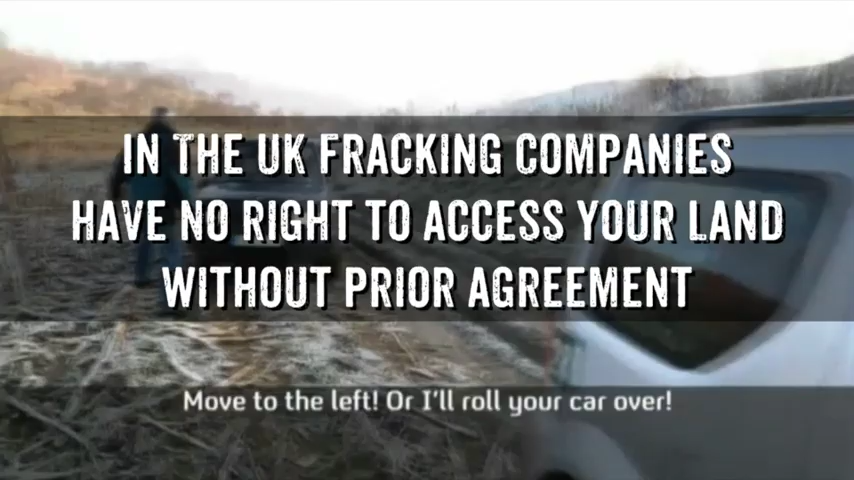 IN THE UK FRACKING COMPANIES
HAVE NO RIGHT TO ACCESS YOUR LAND
WITHOUT PRIOR AGREEMENT
Move to the left! Or I'll roll your car over!